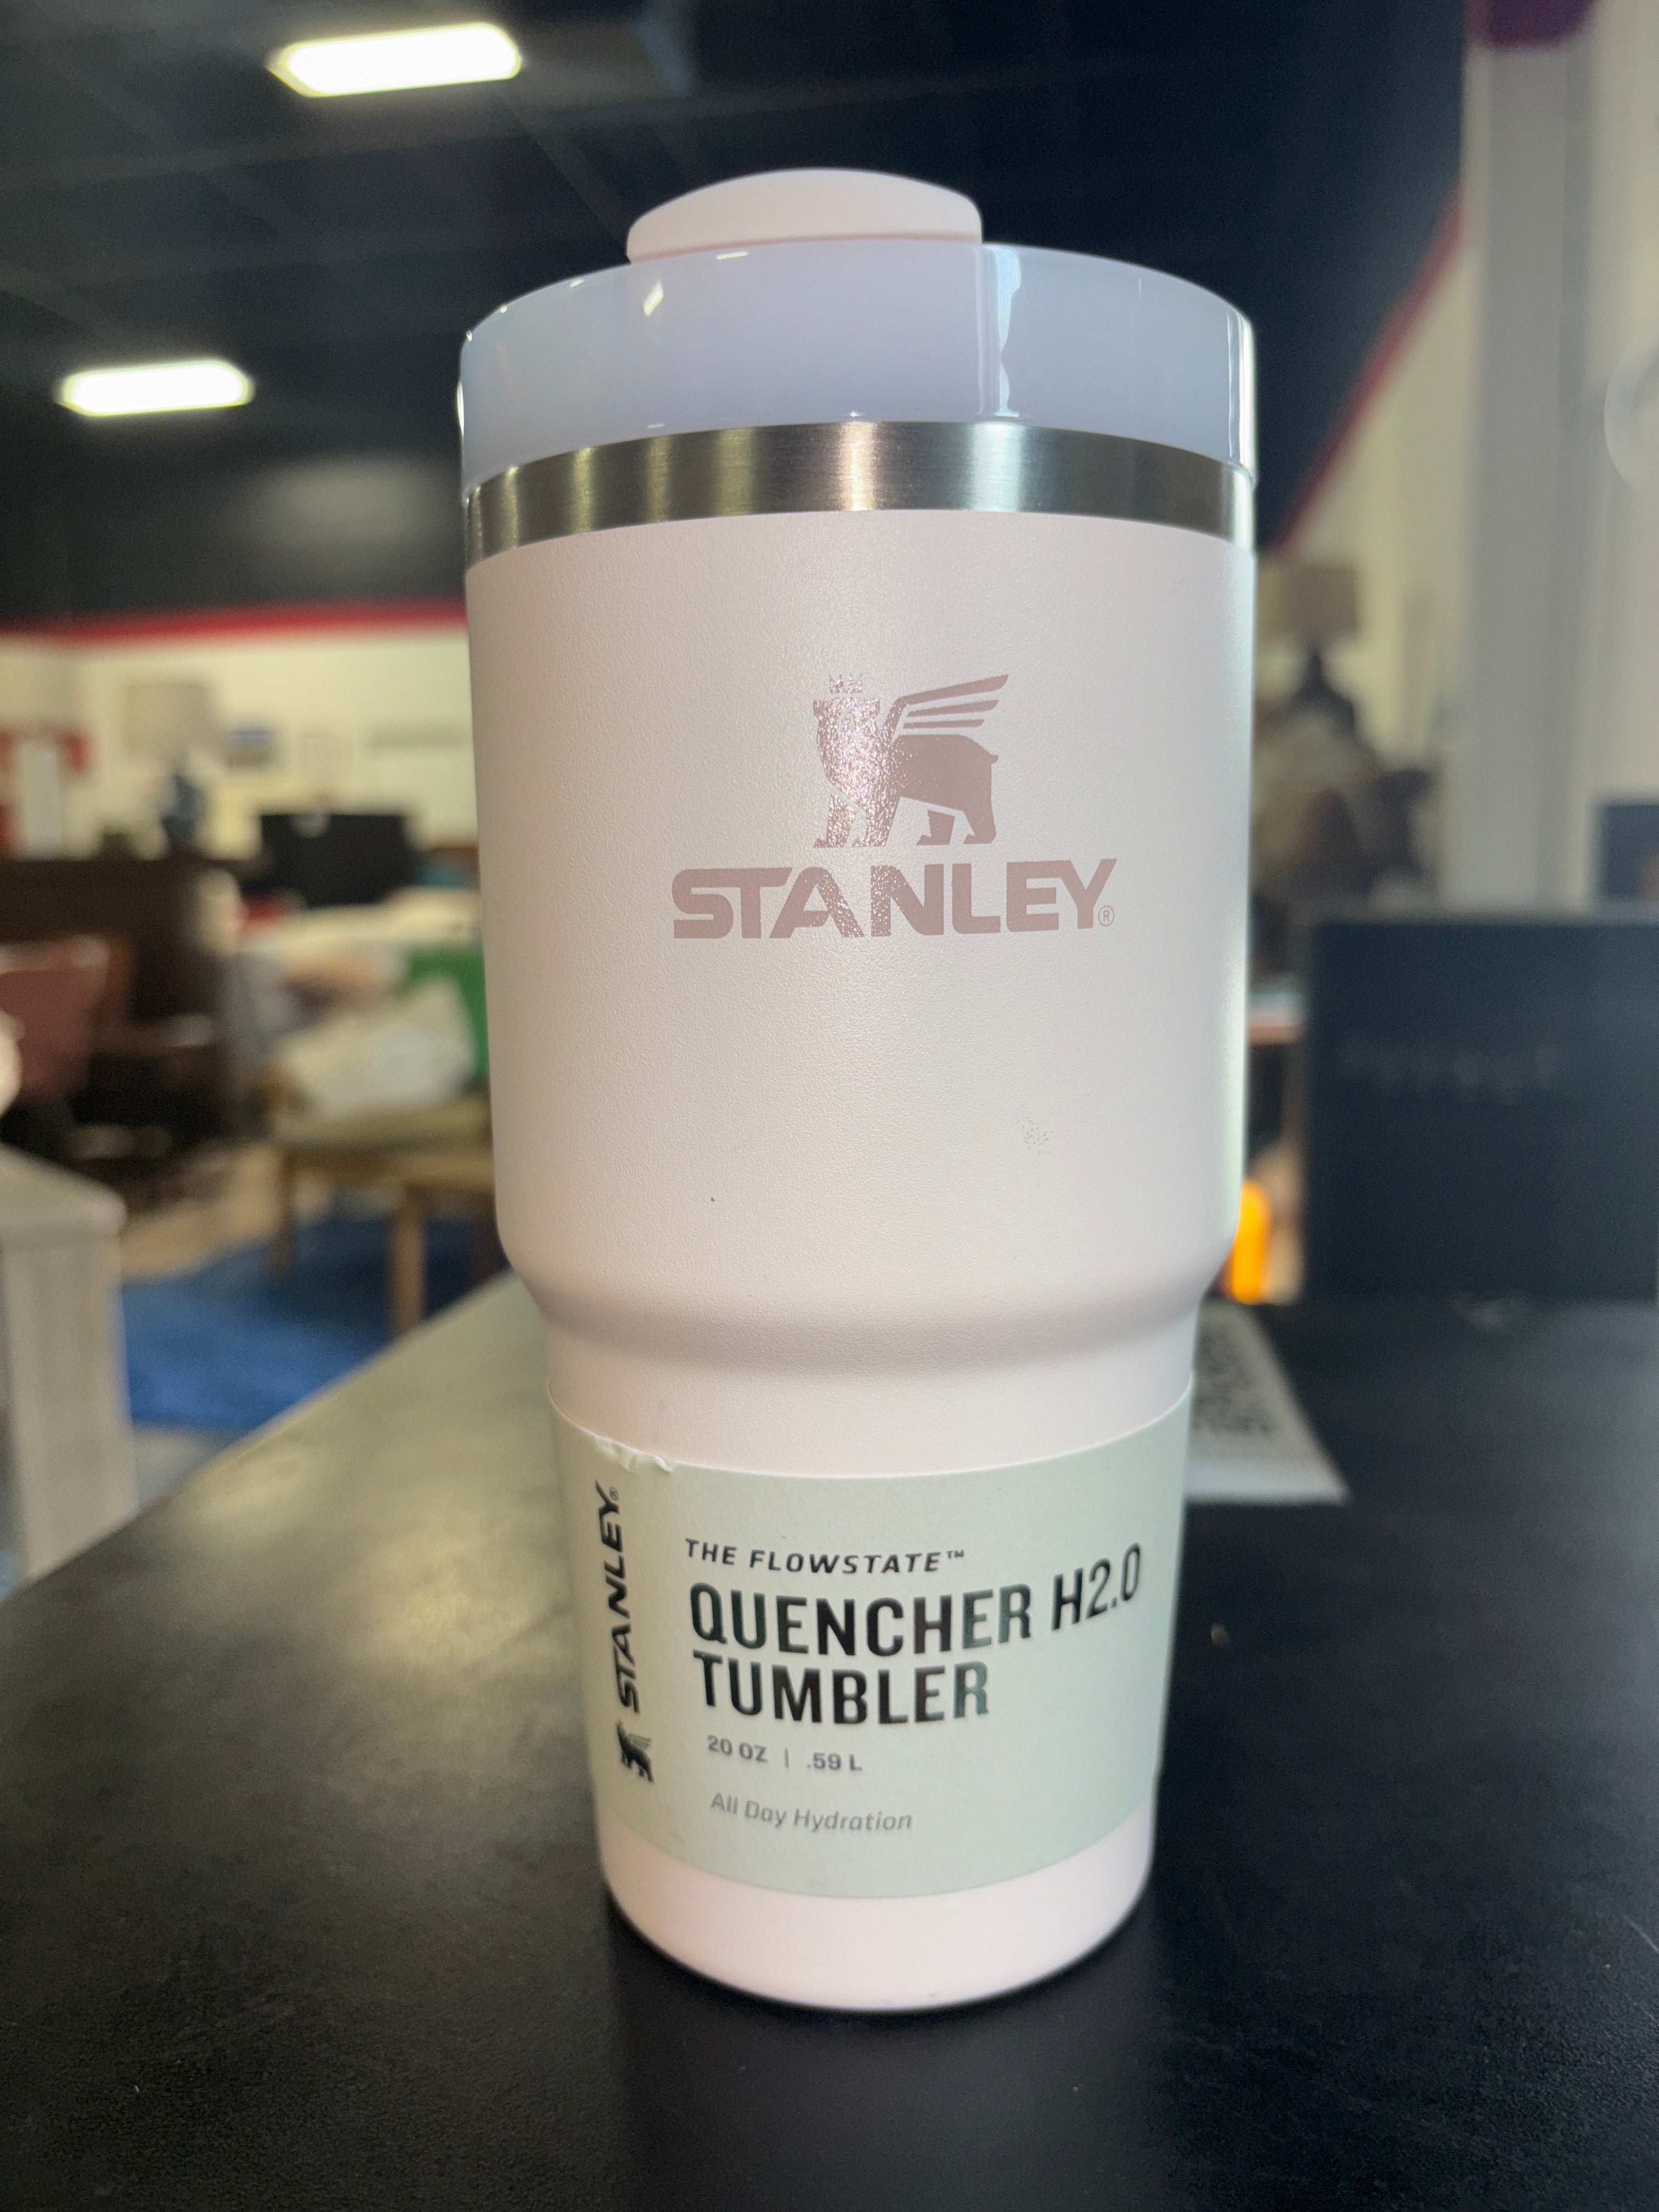 STANLEY®
STANLEY®
THE FLOWSTATE™
QUENCHER H2.0
TUMBLER
20 OZ | .59 L
All Day Hydration